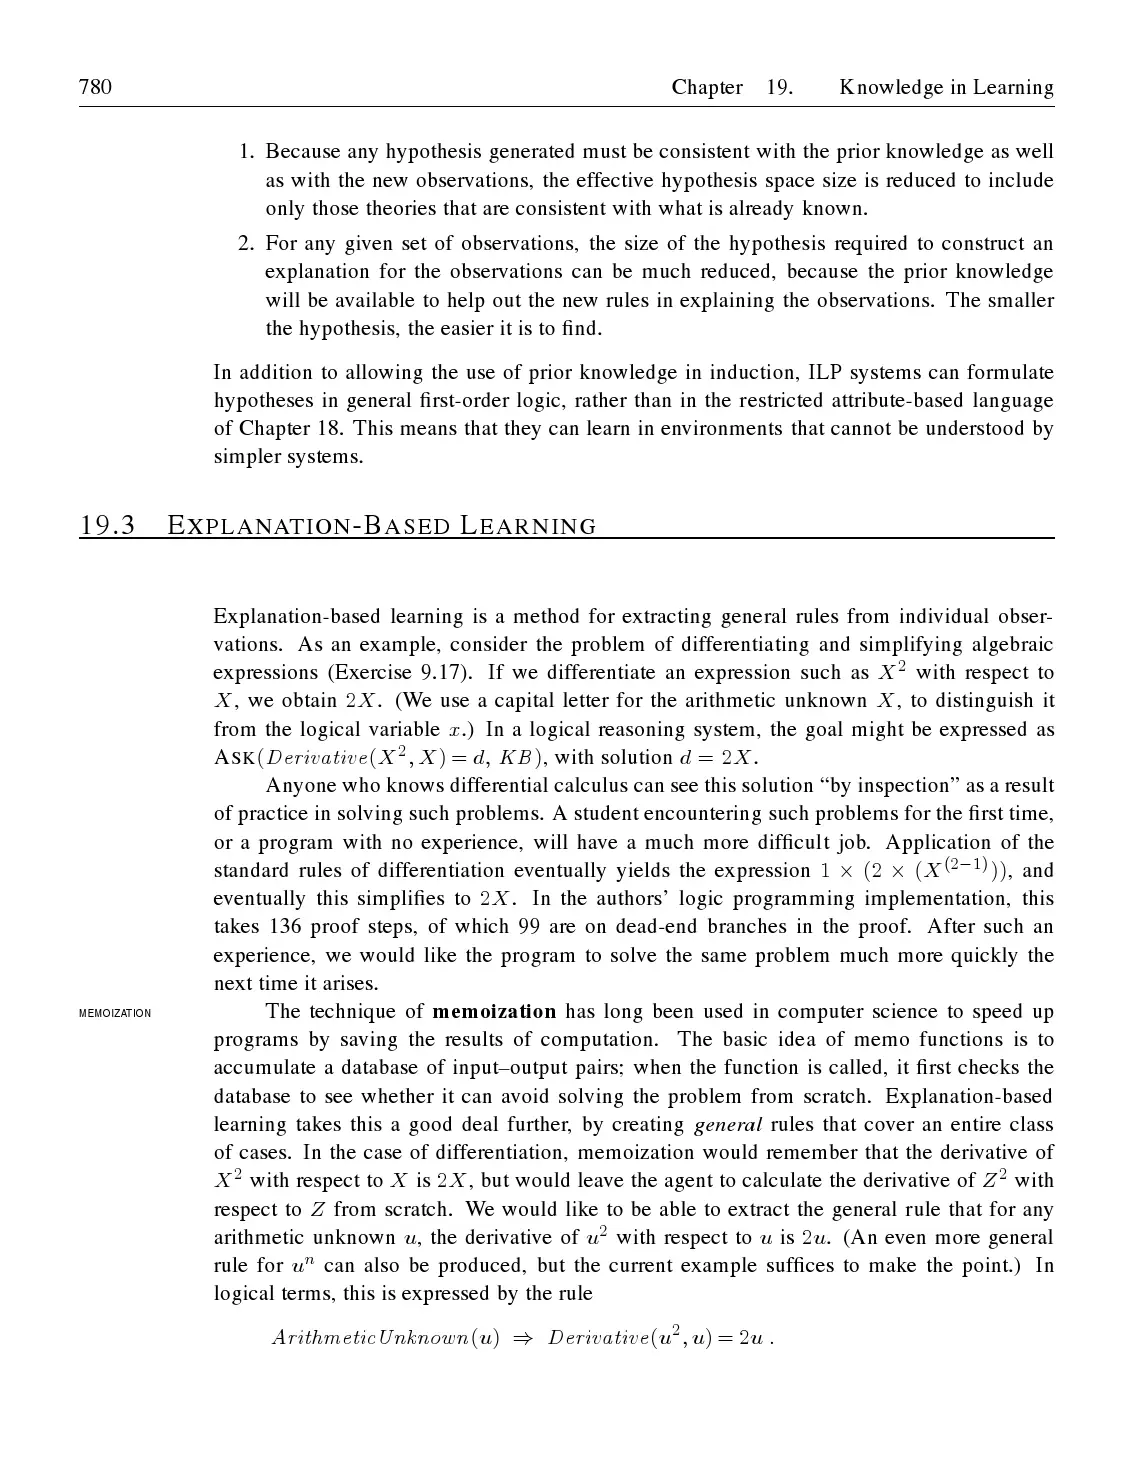 780 Chapter 19. Knowledge in Learning
1. Because any hypothesis generated must be consistent with the prior knowledge as well
as with the new observations, the effective hypothesis space size is reduced to include
only those theories that are consistent with what is already known.
2. For any given set of observations, the size of the hypothesis required to construct an
explanation for the observations can be much reduced, because the prior knowledge
will be available to help out the new rules in explaining the observations. The smaller
the hypothesis, the easier it is to find.
In addition to allowing the use of prior knowledge in induction, ILP systems can formulate
hypotheses in general first-order logic, rather than in the restricted attribute-based language
of Chapter 18. This means that they can learn in environments that cannot be understood by
simpler systems.
19.3 EXPLANATION-BASED LEARNING
Explanation-based learning is a method for extracting general rules from individual obser-
vations. As an example, consider the problem of differentiating and simplifying algebraic
expressions (Exercise 9.17). If we differentiate an expression such as X² with respect to
X, we obtain 2X. (We use a capital letter for the arithmetic unknown X, to distinguish it
from the logical variable x.) In a logical reasoning system, the goal might be expressed as
ASK(Derivative(X², X) = d, KB), with solution d = 2X.
Anyone who knows differential calculus can see this solution “by inspection” as a result
of practice in solving such problems. A student encountering such problems for the first time,
or a program with no experience, will have a much more difficult job. Application of the
standard rules of differentiation eventually yields the expression 1 × (2 × (X⁽²⁻¹⁾)), and
eventually this simplifies to 2X. In the authors’ logic programming implementation, this
takes 136 proof steps, of which 99 are on dead-end branches in the proof. After such an
experience, we would like the program to solve the same problem much more quickly the
next time it arises.
MEMOIZATION The technique of memoization has long been used in computer science to speed up
programs by saving the results of computation. The basic idea of memo functions is to
accumulate a database of input–output pairs; when the function is called, it first checks the
database to see whether it can avoid solving the problem from scratch. Explanation-based
learning takes this a good deal further, by creating general rules that cover an entire class
of cases. In the case of differentiation, memoization would remember that the derivative of
X² with respect to X is 2X, but would leave the agent to calculate the derivative of Z² with
respect to Z from scratch. We would like to be able to extract the general rule that for any
arithmetic unknown u, the derivative of u² with respect to u is 2u. (An even more general
rule for uⁿ can also be produced, but the current example suffices to make the point.) In
logical terms, this is expressed by the rule
ArithmeticUnknown(u) ⇒ Derivative(u², u) = 2u .